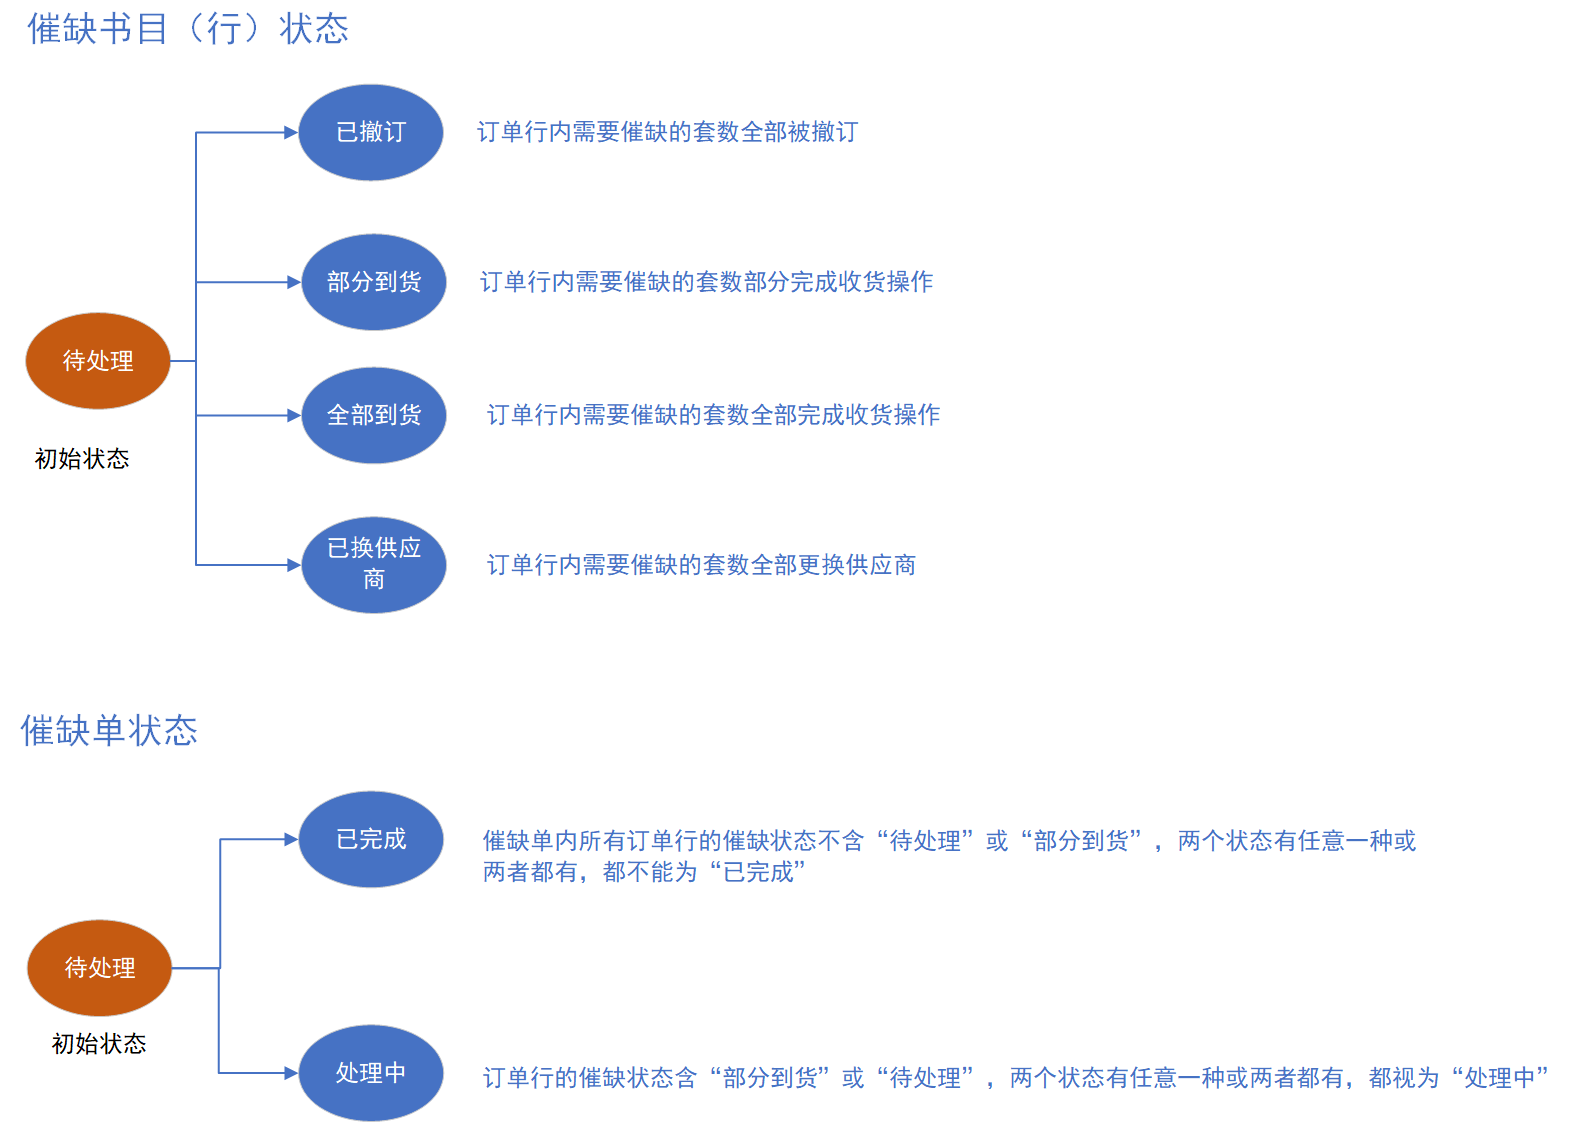 催缺书目（行）状态
已撤订
订单行内需要催缺的套数全部被撤订
部分到货
订单行内需要催缺的套数部分完成收货操作
待处理
全部到货
订单行内需要催缺的套数全部完成收货操作
初始状态
已换供应
商
订单行内需要催缺的套数全部更换供应商
催缺单状态
已完成
催缺单内所有订单行的催缺状态不含“待处理”或“部分到货”，两个状态有任意一种或
两者都有，都不能为“已完成”
待处理
初始状态
处理中
订单行的催缺状态含“部分到货”或“待处理”，两个状态有任意一种或两者都有，都视为“处理中”